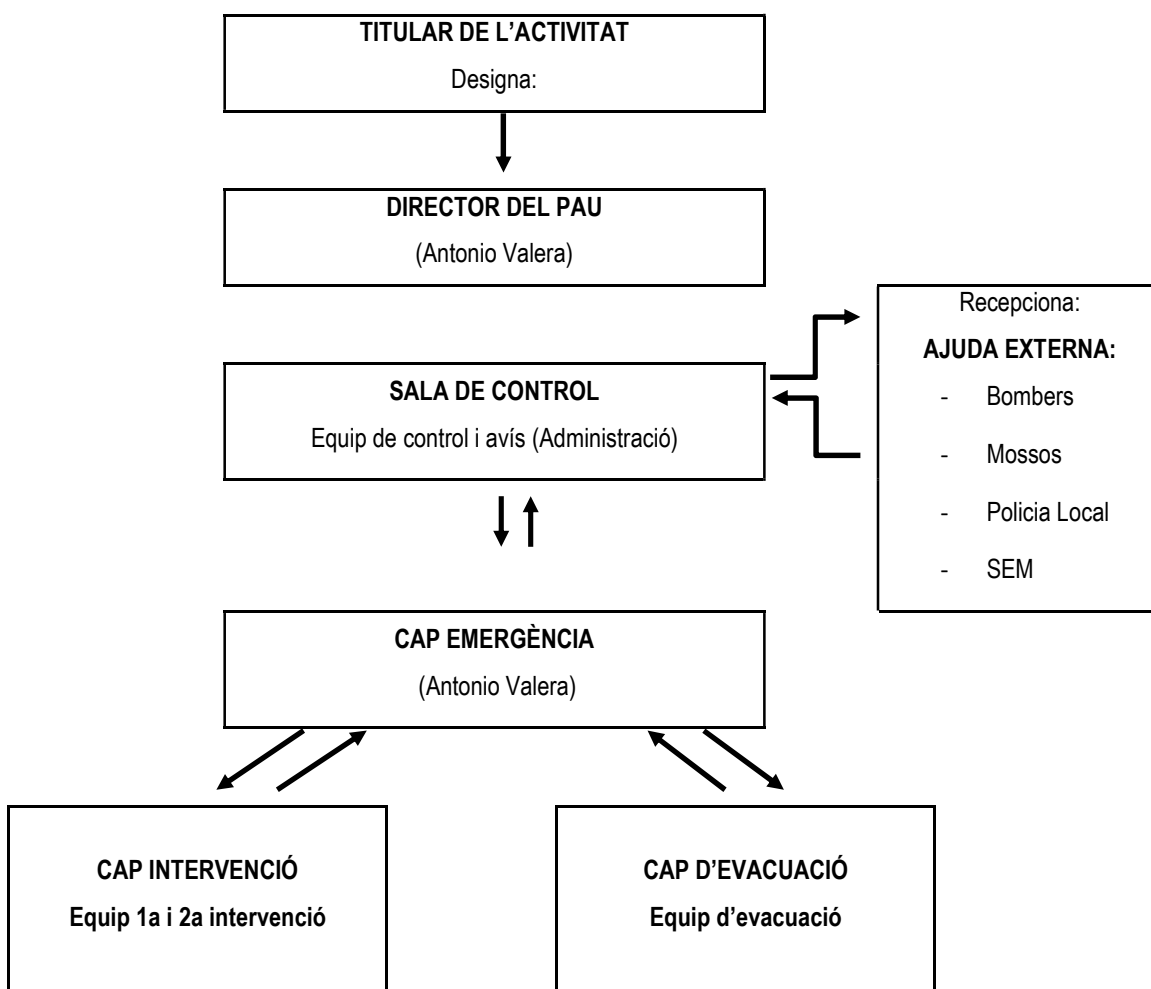 TITULAR DE L’ACTIVITAT
Designa:
DIRECTOR DEL PAU
(Antonio Valera)
Recepciona:
AJUDA EXTERNA:
- Bombers
- Mossos
- Policia Local
- SEM
SALA DE CONTROL
Equip de control i avís (Administració)
CAP EMERGÈNCIA
(Antonio Valera)
CAP INTERVENCIÓ
Equip 1a i 2a intervenció
CAP D’EVACUACIÓ
Equip d’evacuació